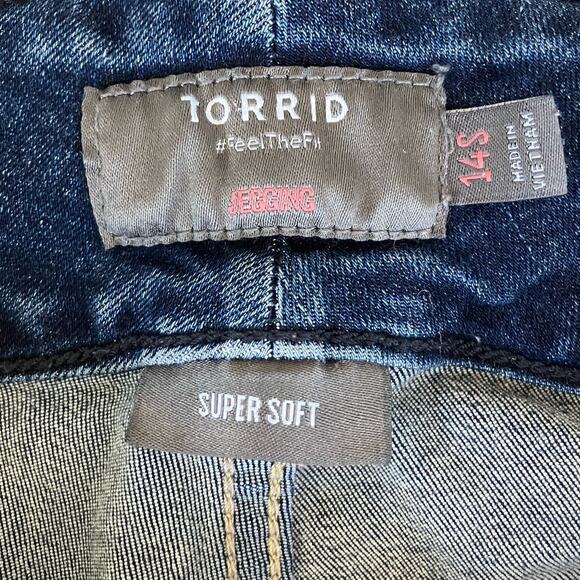 TORRID
#FeelTheFit
JEGGING
14S
MADE IN
VIETNAM
SUPER SOFT